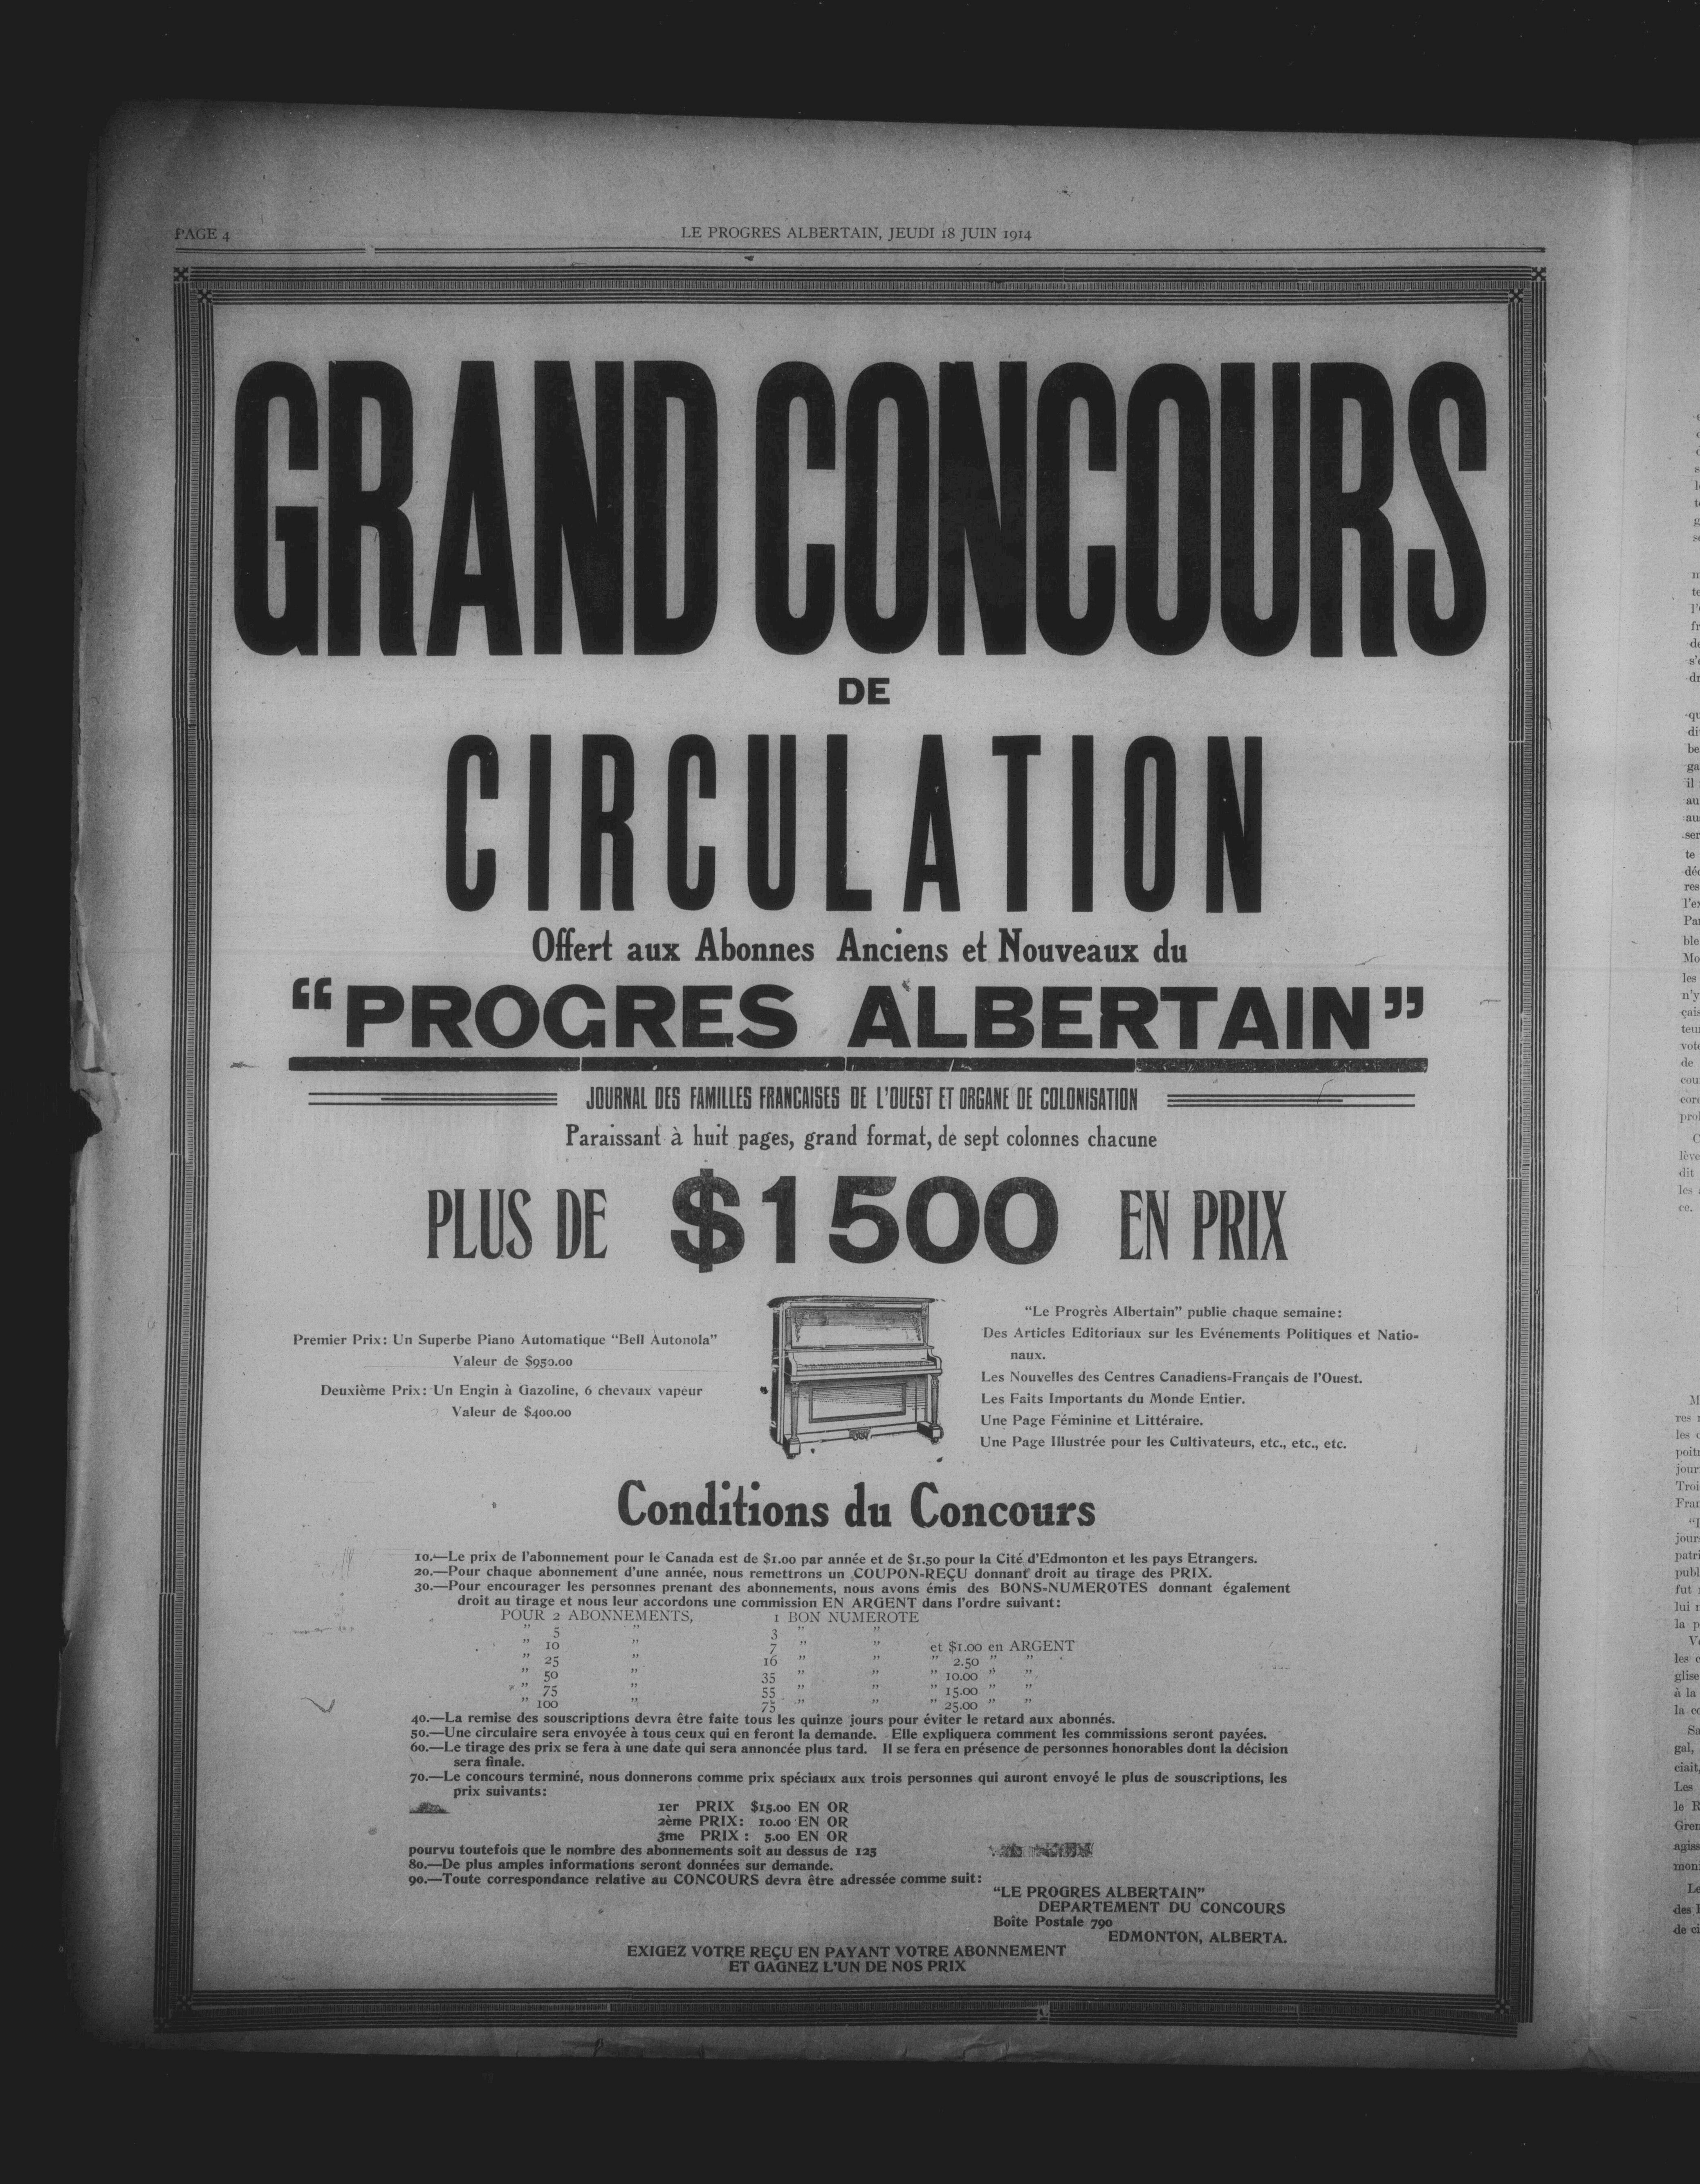 PAGE 4
LE PROGRES ALBERTAIN, JEUDI 18 JUIN 1914
GRAND CONCOURS
DE
CIRCULATION
Offert aux Abonnes Anciens et Nouveaux du
“PROGRES ALBERTAIN”
JOURNAL DES FAMILLES FRANCAISES DE L'OUEST ET ORGANE DE COLONISATION
Paraissant à huit pages, grand format, de sept colonnes chacune
PLUS DE $1500 EN PRIX
Premier Prix: Un Superbe Piano Automatique “Bell Autonola”
Valeur de $950.00
Deuxième Prix: Un Engin à Gazoline, 6 chevaux vapeur
Valeur de $400.00
“Le Progrès Albertain” publie chaque semaine:
Des Articles Editoriaux sur les Evénements Politiques et Natio-
naux.
Les Nouvelles des Centres Canadiens-Français de l'Ouest.
Les Faits Importants du Monde Entier.
Une Page Féminine et Littéraire.
Une Page Illustrée pour les Cultivateurs, etc., etc., etc.
Conditions du Concours
10.—Le prix de l'abonnement pour le Canada est de $1.00 par année et de $1.50 pour la Cité d'Edmonton et les pays Etrangers.
20.—Pour chaque abonnement d'une année, nous remettrons un COUPON-REÇU donnant droit au tirage des PRIX.
30.—Pour encourager les personnes prenant des abonnements, nous avons émis des BONS-NUMEROTES donnant également
droit au tirage et nous leur accordons une commission EN ARGENT dans l'ordre suivant:
POUR 2 ABONNEMENTS, 1 BON NUMEROTE
” 5 ” 3 ” ”
” 10 ” 7 ” ” et $1.00 en ARGENT
” 25 ” 16 ” ” ” 2.50 ” ”
” 50 ” 35 ” ” ” 10.00 ” ”
” 75 ” 55 ” ” ” 15.00 ” ”
” 100 ” 75 ” ” ” 25.00 ” ”
40.—La remise des souscriptions devra être faite tous les quinze jours pour éviter le retard aux abonnés.
50.—Une circulaire sera envoyée à tous ceux qui en feront la demande. Elle expliquera comment les commissions seront payées.
60.—Le tirage des prix se fera à une date qui sera annoncée plus tard. Il se fera en présence de personnes honorables dont la décision
sera finale.
70.—Le concours terminé, nous donnerons comme prix spéciaux aux trois personnes qui auront envoyé le plus de souscriptions, les
prix suivants:
1er PRIX $15.00 EN OR
2ème PRIX: 10.00 EN OR
3me PRIX : 5.00 EN OR
pourvu toutefois que le nombre des abonnements soit au dessus de 125
80.—De plus amples informations seront données sur demande.
90.—Toute correspondance relative au CONCOURS devra être adressée comme suit:
“LE PROGRES ALBERTAIN”
DEPARTEMENT DU CONCOURS
Boîte Postale 790
EDMONTON, ALBERTA.
EXIGEZ VOTRE REÇU EN PAYANT VOTRE ABONNEMENT
ET GAGNEZ L'UN DE NOS PRIX